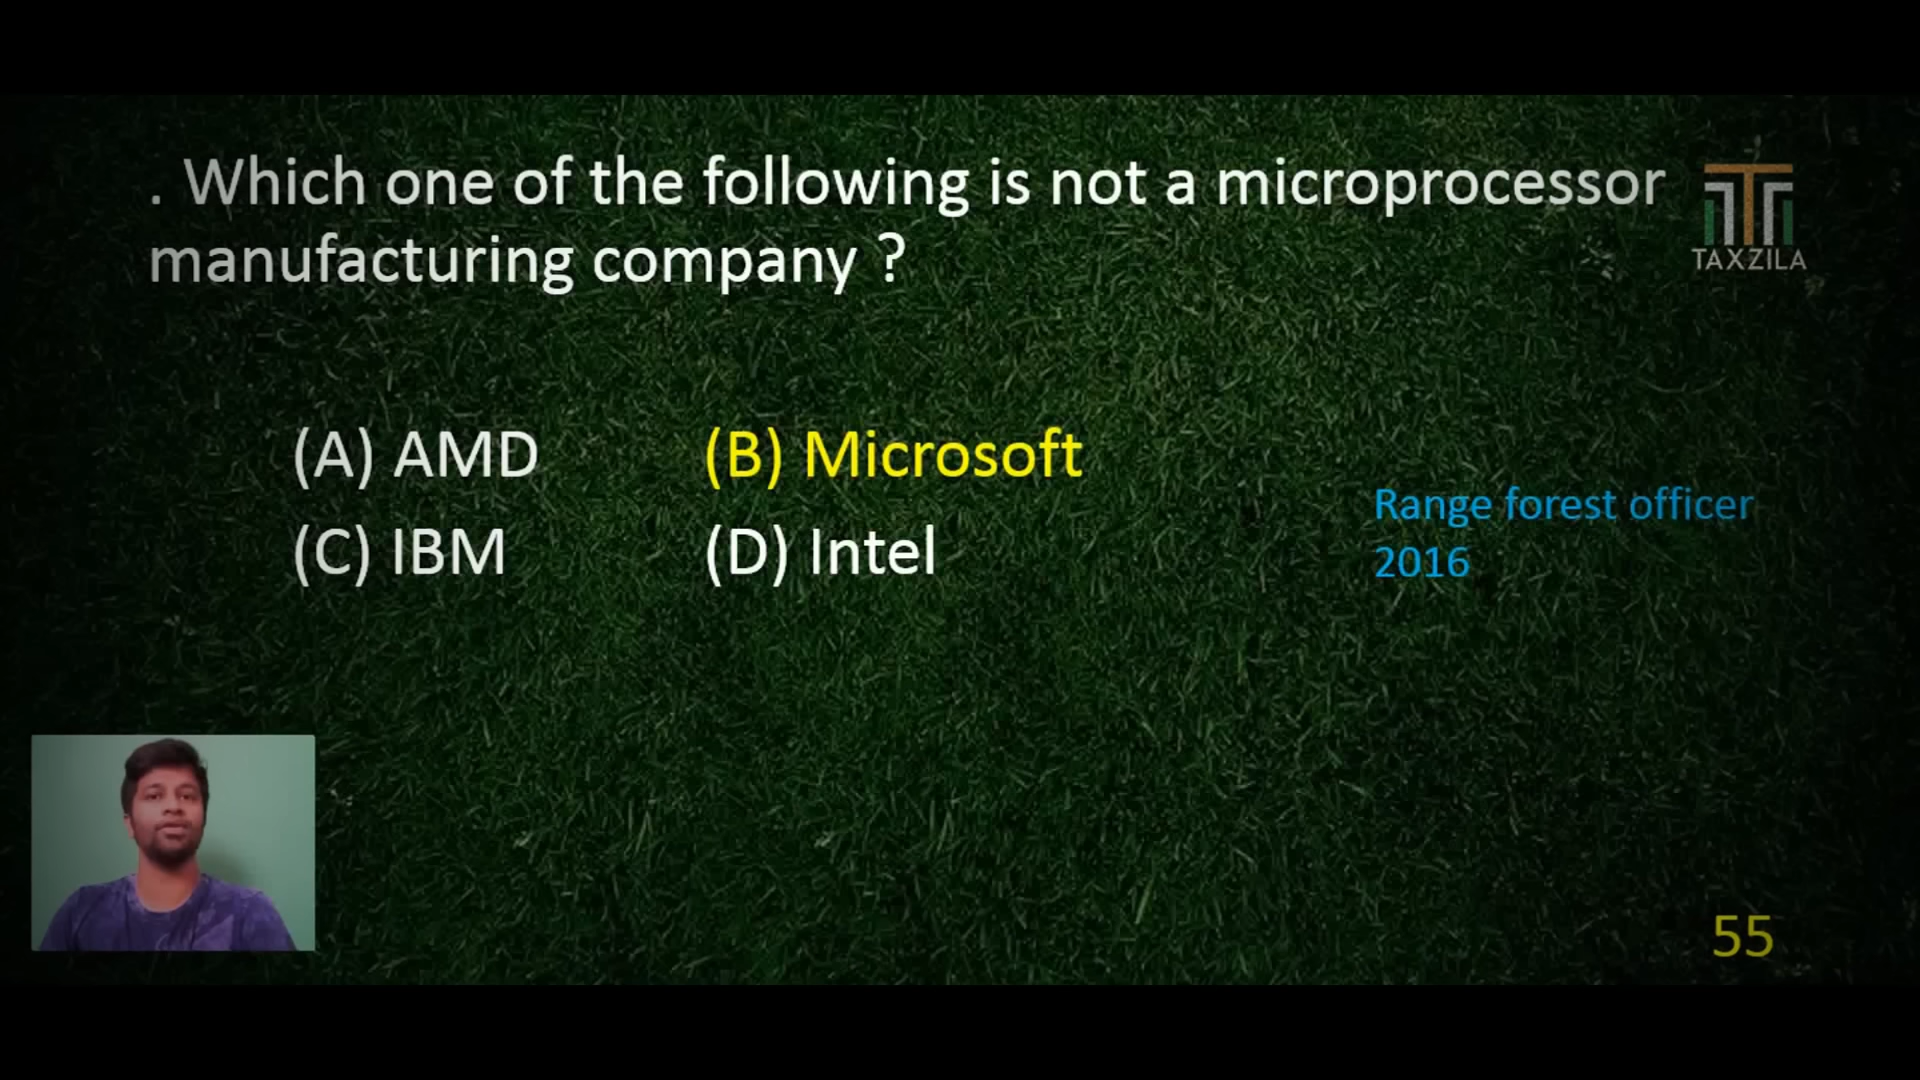 . Which one of the following is not a microprocessor
manufacturing company ?
TAXZILA
(A) AMD (B) Microsoft
(C) IBM (D) Intel
Range forest officer
2016
55